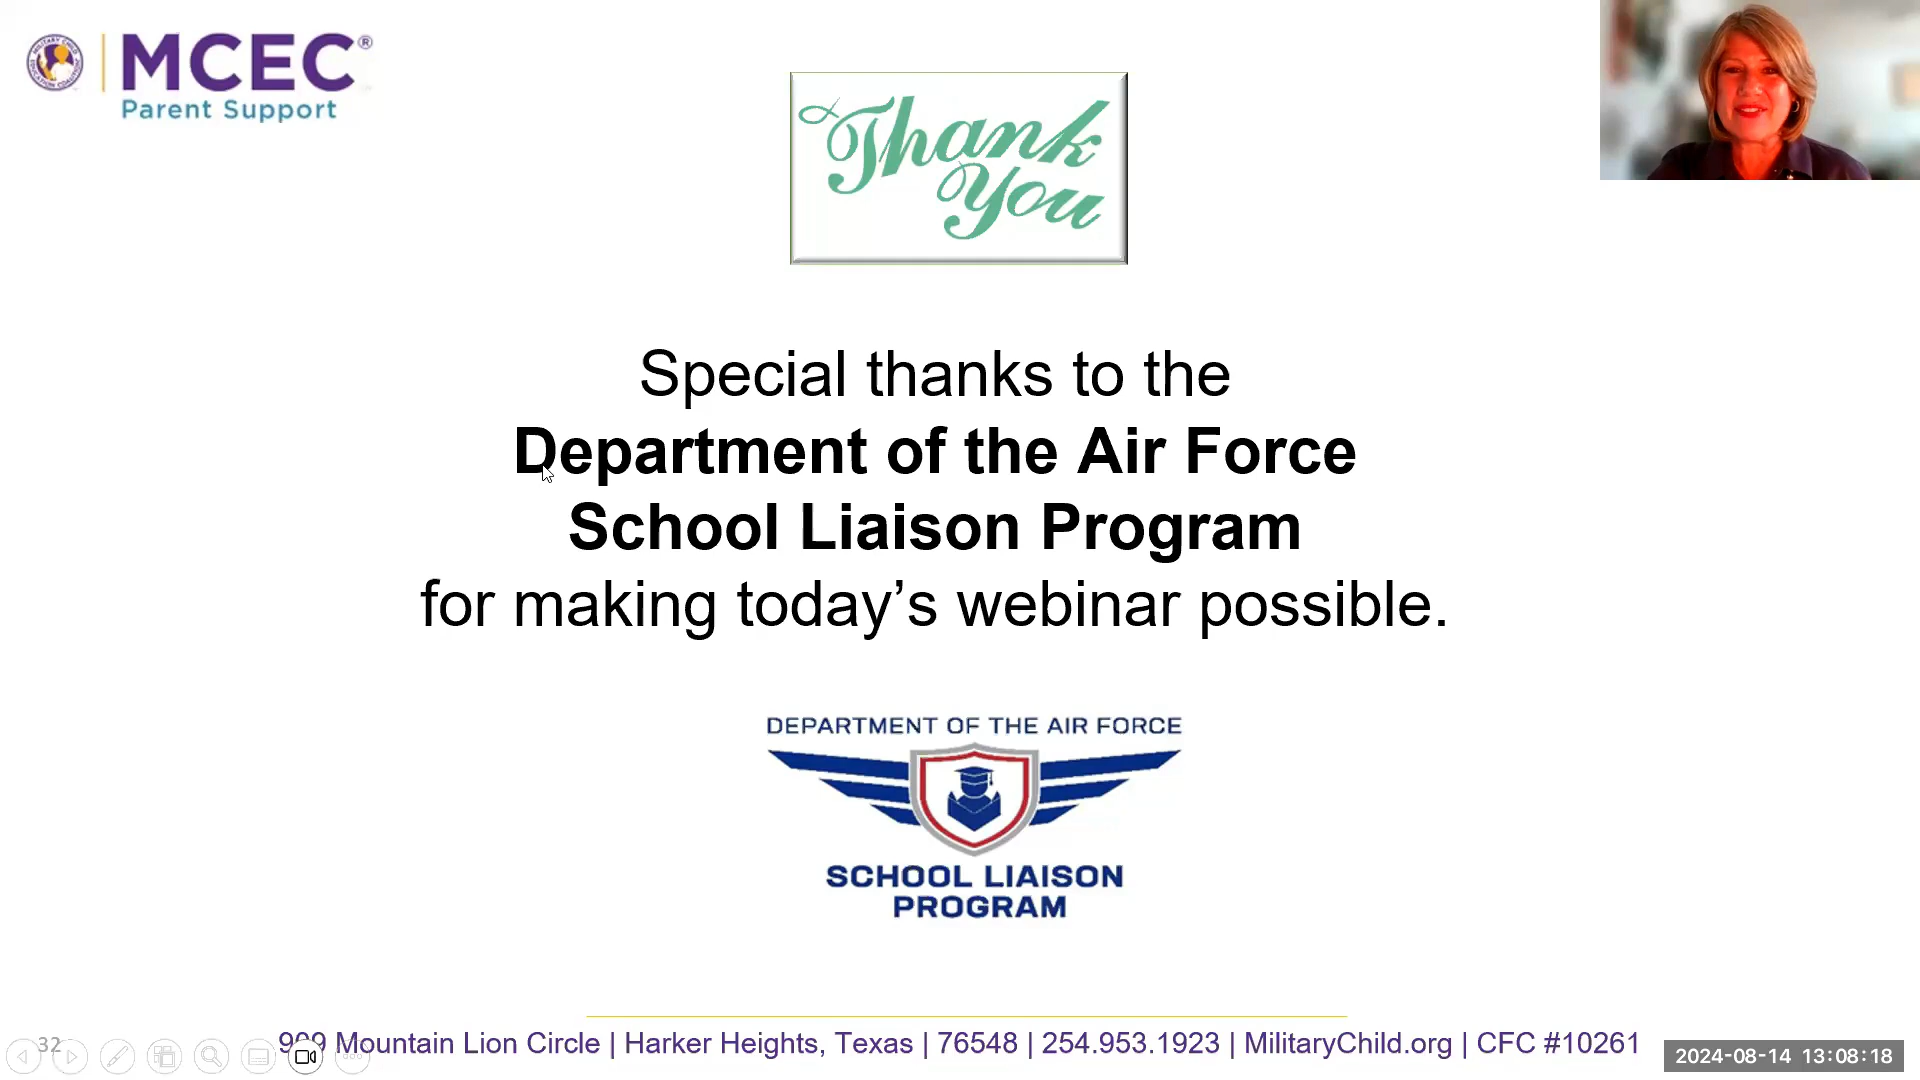 MCEC®
Parent Support
Thank
You
Special thanks to the
Department of the Air Force
School Liaison Program
for making today’s webinar possible.
DEPARTMENT OF THE AIR FORCE
SCHOOL LIAISON
PROGRAM
32
999 Mountain Lion Circle | Harker Heights, Texas | 76548 | 254.953.1923 | MilitaryChild.org | CFC #10261
2024-08-14 13:08:18